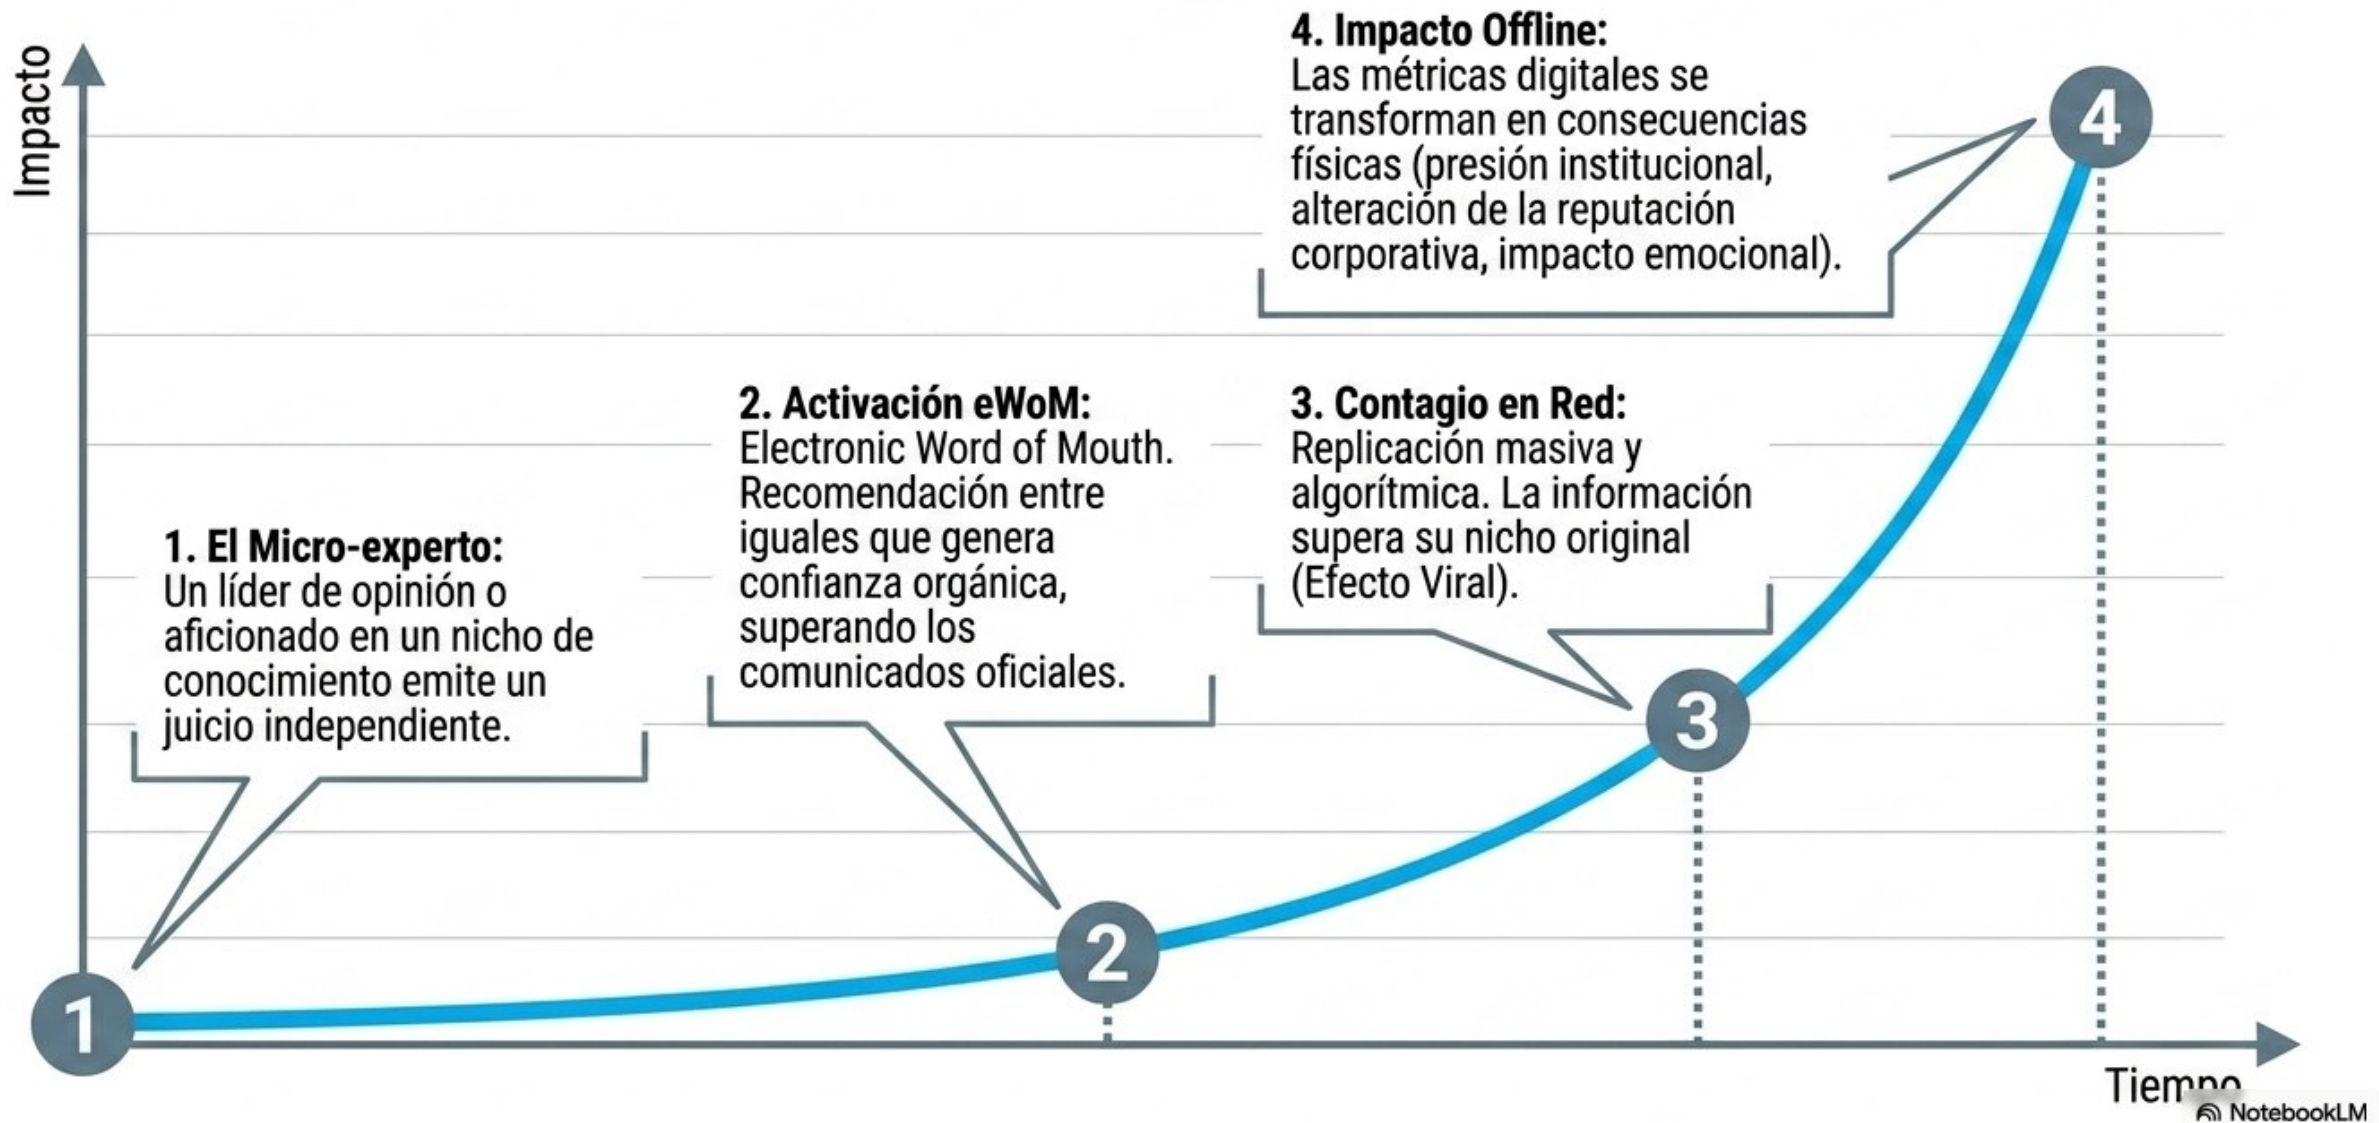 Impacto
4. Impacto Offline:
Las métricas digitales se
transforman en consecuencias
físicas (presión institucional,
alteración de la reputación
corporativa, impacto emocional).
4
2. Activación eWoM:
Electronic Word of Mouth.
Recomendación entre
iguales que genera
confianza orgánica,
superando los
comunicados oficiales.
3. Contagio en Red:
Replicación masiva y
algorítmica. La información
supera su nicho original
(Efecto Viral).
1. El Micro-experto:
Un líder de opinión o
aficionado en un nicho de
conocimiento emite un
juicio independiente.
3
2
1
Tiempo
NotebookLM